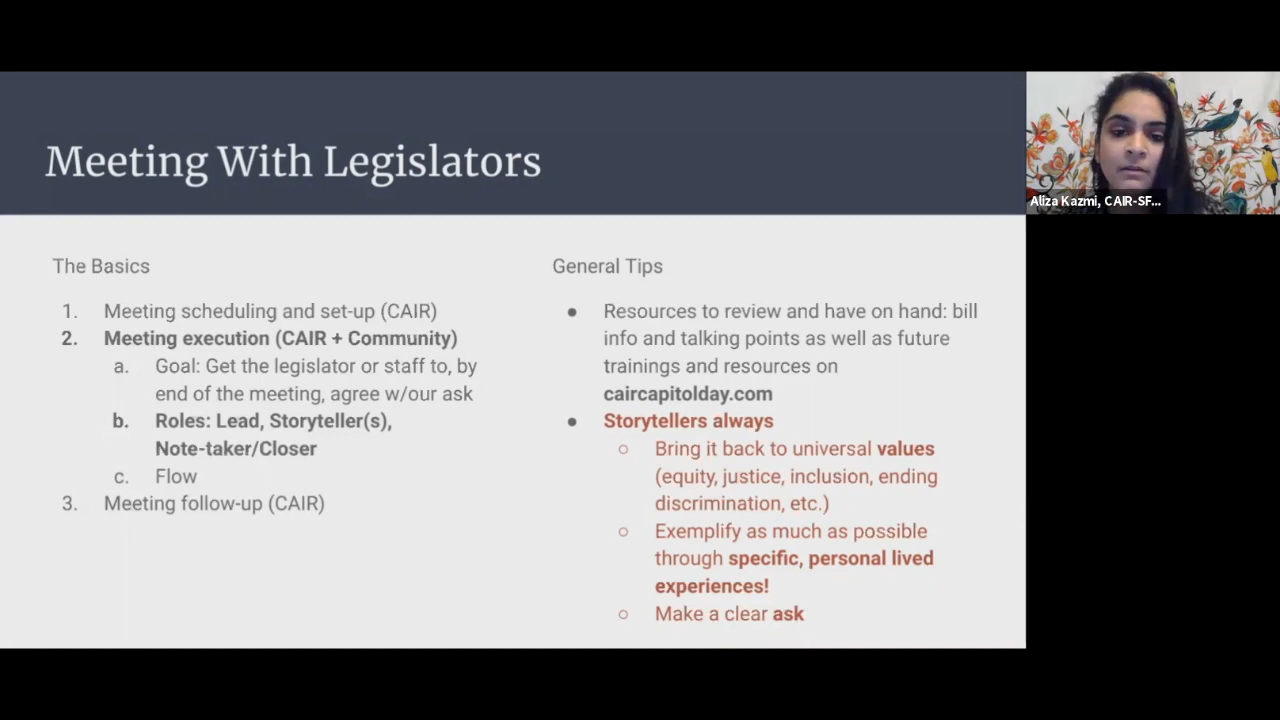 Meeting With Legislators
The Basics
1. Meeting scheduling and set-up (CAIR)
2. Meeting execution (CAIR + Community)
a. Goal: Get the legislator or staff to, by
end of the meeting, agree w/our ask
b. Roles: Lead, Storyteller(s),
Note-taker/Closer
c. Flow
3. Meeting follow-up (CAIR)
General Tips
● Resources to review and have on hand: bill
info and talking points as well as future
trainings and resources on
caircapitolday.com
● Storytellers always
○ Bring it back to universal values
(equity, justice, inclusion, ending
discrimination, etc.)
○ Exemplify as much as possible
through specific, personal lived
experiences!
○ Make a clear ask
Aliza Kazmi, CAIR-SF...